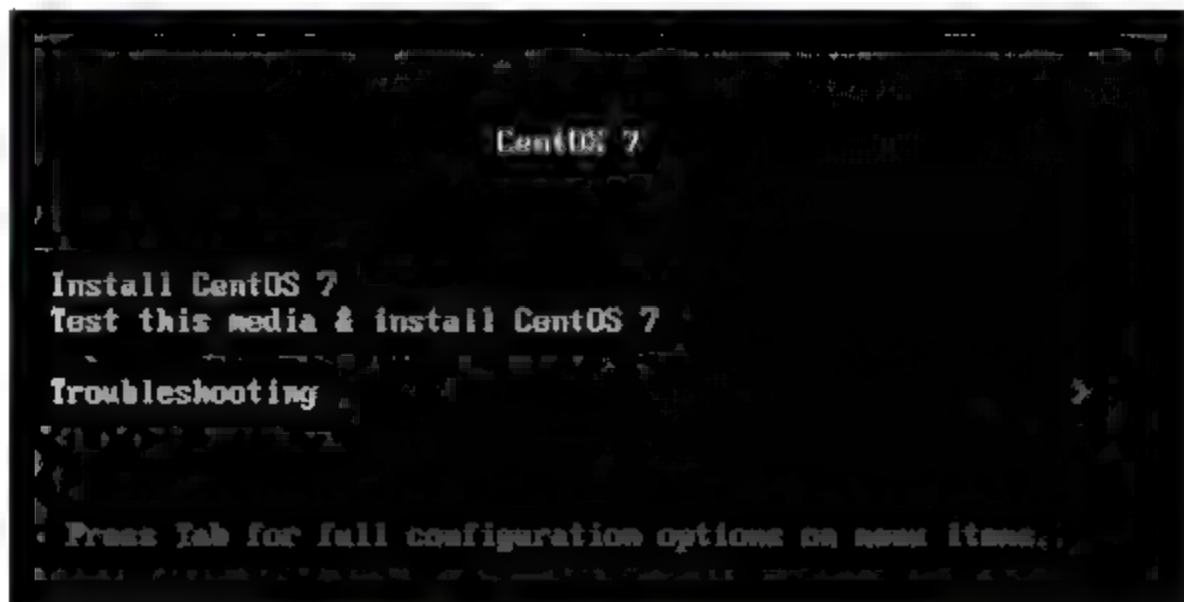 CentOS 7
Install CentOS 7
Test this media & install CentOS 7
Troubleshooting >
Press Tab for full configuration options on menu items.